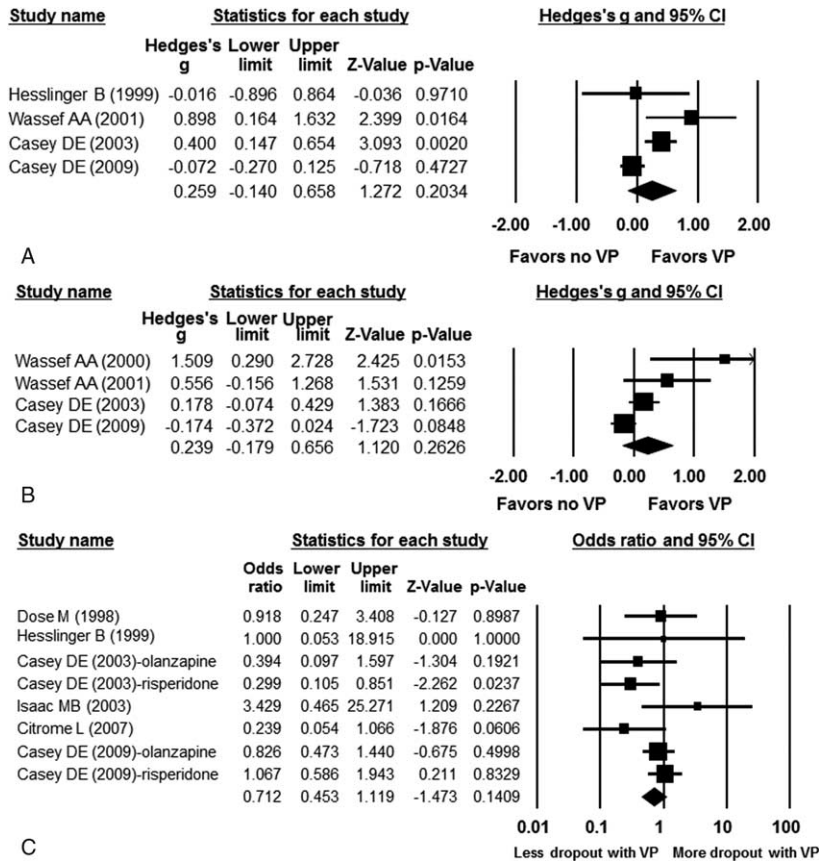 Study name Statistics for each study Hedges's g and 95% CI
Hedges's Lower Upper
g limit limit Z-Value p-Value
Hesslinger B (1999) -0.016 -0.896 0.864 -0.036 0.9710
Wassef AA (2001) 0.898 0.164 1.632 2.399 0.0164
Casey DE (2003) 0.400 0.147 0.654 3.093 0.0020
Casey DE (2009) -0.072 -0.270 0.125 -0.718 0.4727
0.259 -0.140 0.658 1.272 0.2034
-2.00 -1.00 0.00 1.00 2.00
A Favors no VP Favors VP
Study name Statistics for each study Hedges's g and 95% CI
Hedges's Lower Upper
g limit limit Z-Value p-Value
Wassef AA (2000) 1.509 0.290 2.728 2.425 0.0153
Wassef AA (2001) 0.556 -0.156 1.268 1.531 0.1259
Casey DE (2003) 0.178 -0.074 0.429 1.383 0.1666
Casey DE (2009) -0.174 -0.372 0.024 -1.723 0.0848
0.239 -0.179 0.656 1.120 0.2626
-2.00 -1.00 0.00 1.00 2.00
B Favors no VP Favors VP
Study name Statistics for each study Odds ratio and 95% CI
Odds Lower Upper
ratio limit limit Z-Value p-Value
Dose M (1998) 0.918 0.247 3.408 -0.127 0.8987
Hesslinger B (1999) 1.000 0.053 18.915 0.000 1.0000
Casey DE (2003)-olanzapine 0.394 0.097 1.597 -1.304 0.1921
Casey DE (2003)-risperidone 0.299 0.105 0.851 -2.262 0.0237
Isaac MB (2003) 3.429 0.465 25.271 1.209 0.2267
Citrome L (2007) 0.239 0.054 1.066 -1.876 0.0606
Casey DE (2009)-olanzapine 0.826 0.473 1.440 -0.675 0.4998
Casey DE (2009)-risperidone 1.067 0.586 1.943 0.211 0.8329
0.712 0.453 1.119 -1.473 0.1409
0.01 0.1 1 10 100
C Less dropout with VP More dropout with VP